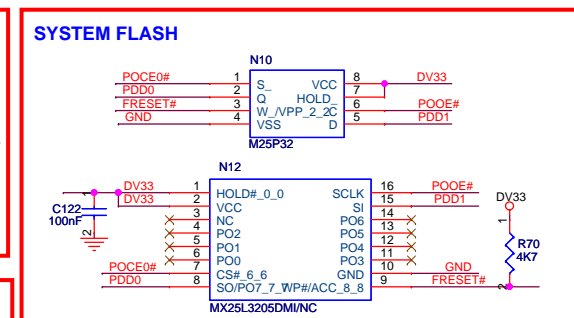 SYSTEM FLASH
N10
POCE0# 1 S_ VCC 8 DV33
PDD0 2 Q HOLD_ 7
FRESET# 3 W_/VPP_2_2C 6 POOE#
GND 4 VSS D 5 PDD1
M25P32
N12
DV33 1 HOLD#_0_0 SCLK 16 POOE#
DV33 2 VCC SI 15 PDD1
3 NC PO6 14
4 PO2 PO5 13
5 PO1 PO4 12
6 PO0 PO3 11
POCE0# 7 CS#_6_6 GND 10 GND
PDD0 8 SO/PO7_7_7WP#/ACC_8_8 9 FRESET#
MX25L3205DMI/NC
1
C122
100nF
2
DV33
1
R70
4K7
2